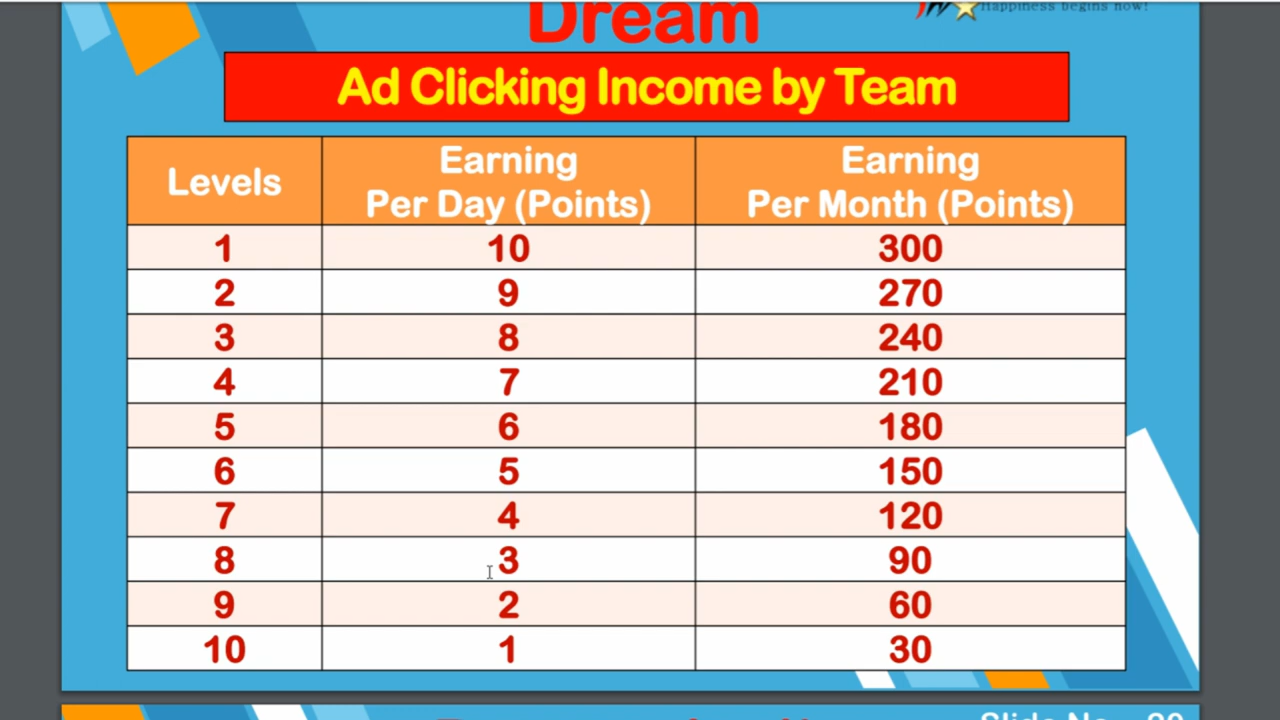 Dream
Happiness begins now!
Ad Clicking Income by Team
Levels Earning Per Day (Points) Earning Per Month (Points)
1 10 300
2 9 270
3 8 240
4 7 210
5 6 180
6 5 150
7 4 120
8 3 90
9 2 60
10 1 30
Slide No